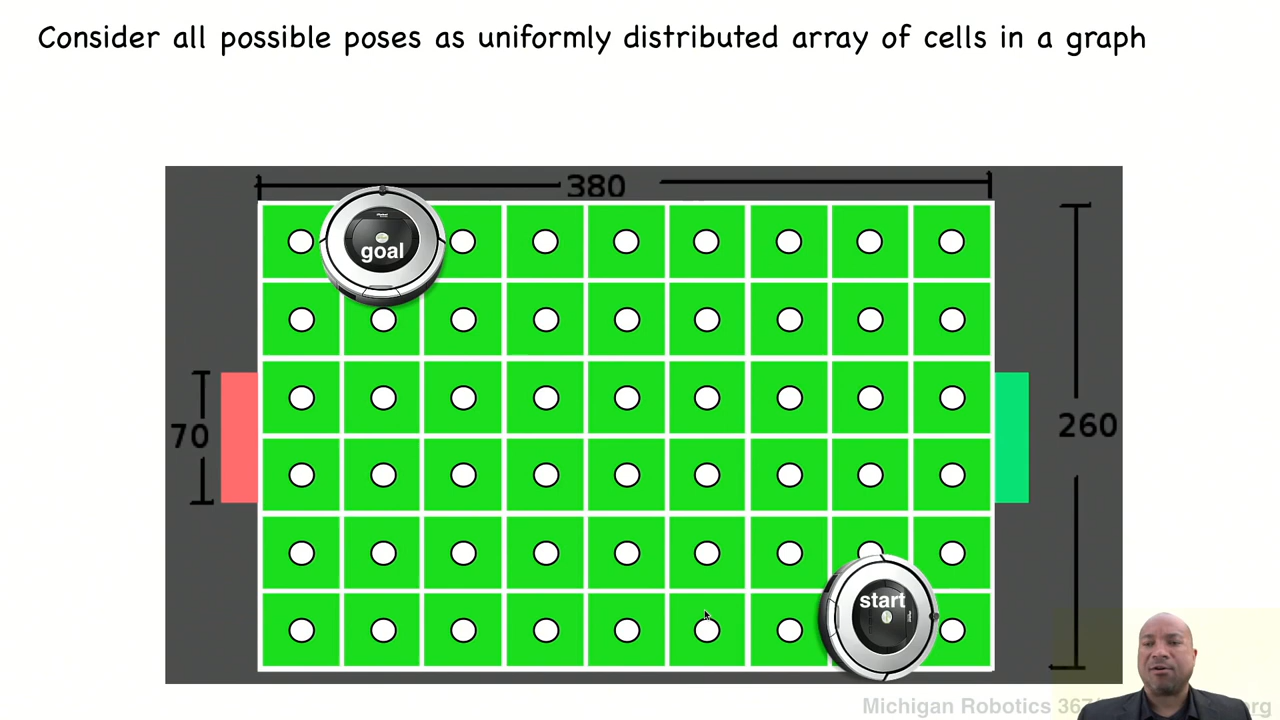 Consider all possible poses as uniformly distributed array of cells in a graph
380
goal
70
260
start
Michigan Robotics 367/